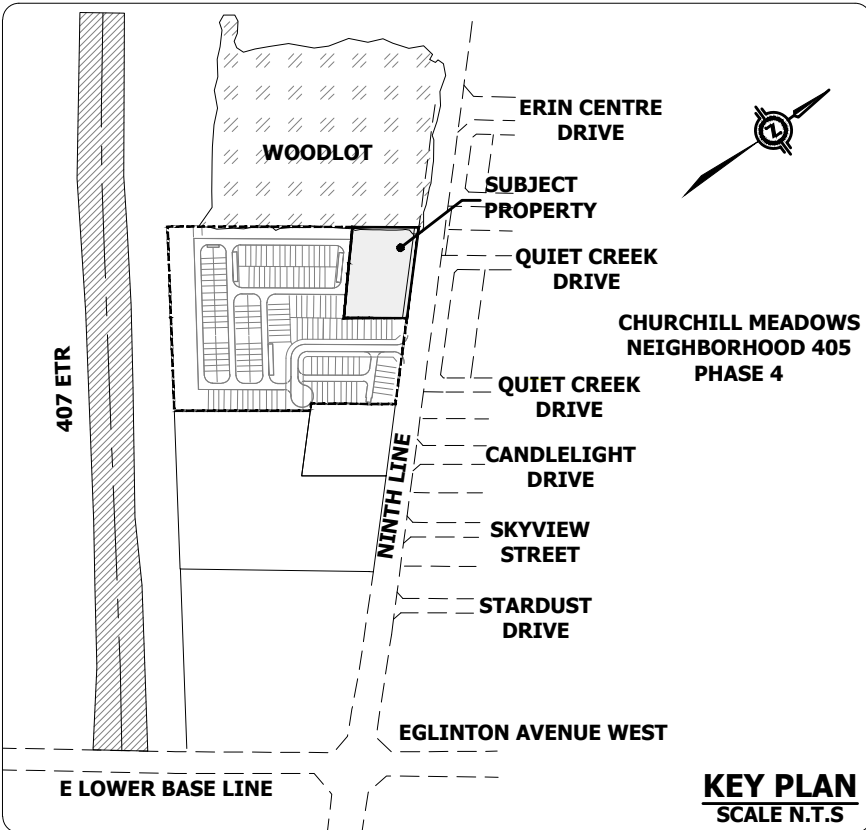 ERIN CENTRE
DRIVE
WOODLOT
SUBJECT
PROPERTY
QUIET CREEK
DRIVE
CHURCHILL MEADOWS
NEIGHBORHOOD 405
PHASE 4
407 ETR
QUIET CREEK
DRIVE
NINTH LINE
CANDLELIGHT
DRIVE
SKYVIEW
STREET
STARDUST
DRIVE
EGLINTON AVENUE WEST
E LOWER BASE LINE
KEY PLAN
SCALE N.T.S
Z